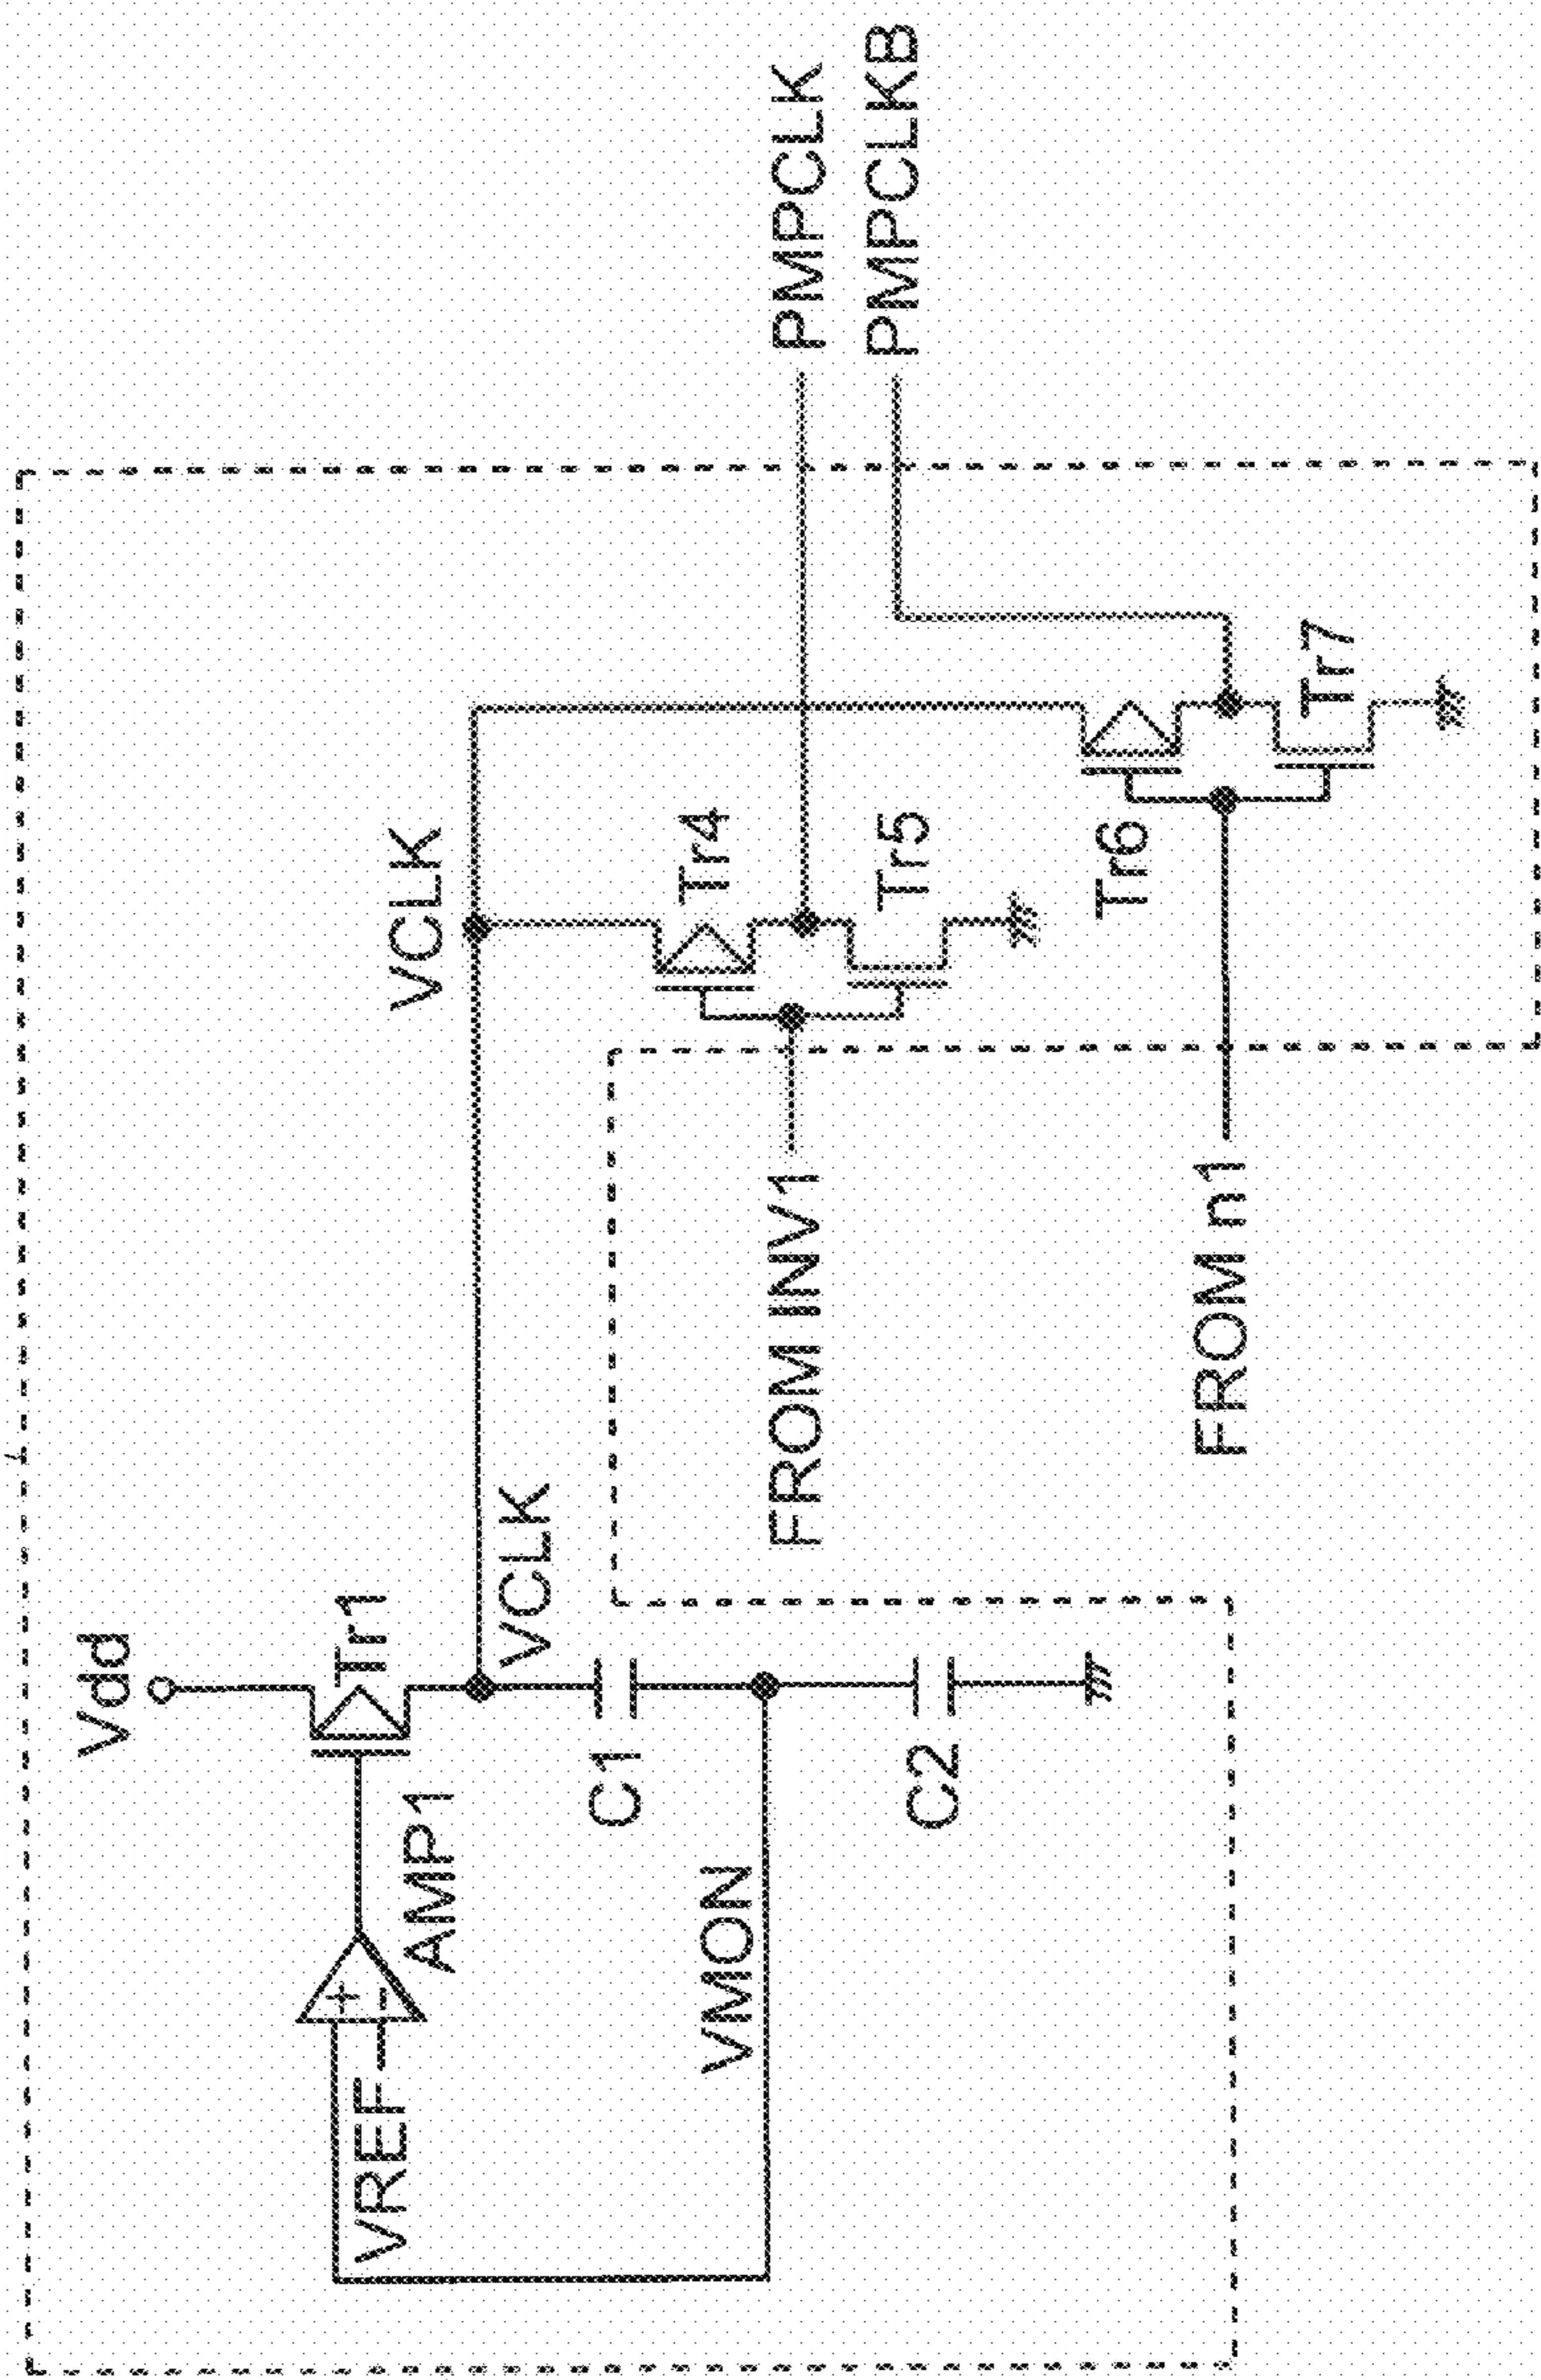 Vdd
Tr1
VREF
+
−
AMP1
VCLK
VCLK
C1
VMON
C2
Tr4
Tr5
FROM INV1
PMPCLK
PMPCLKB
Tr6
Tr7
FROM n1